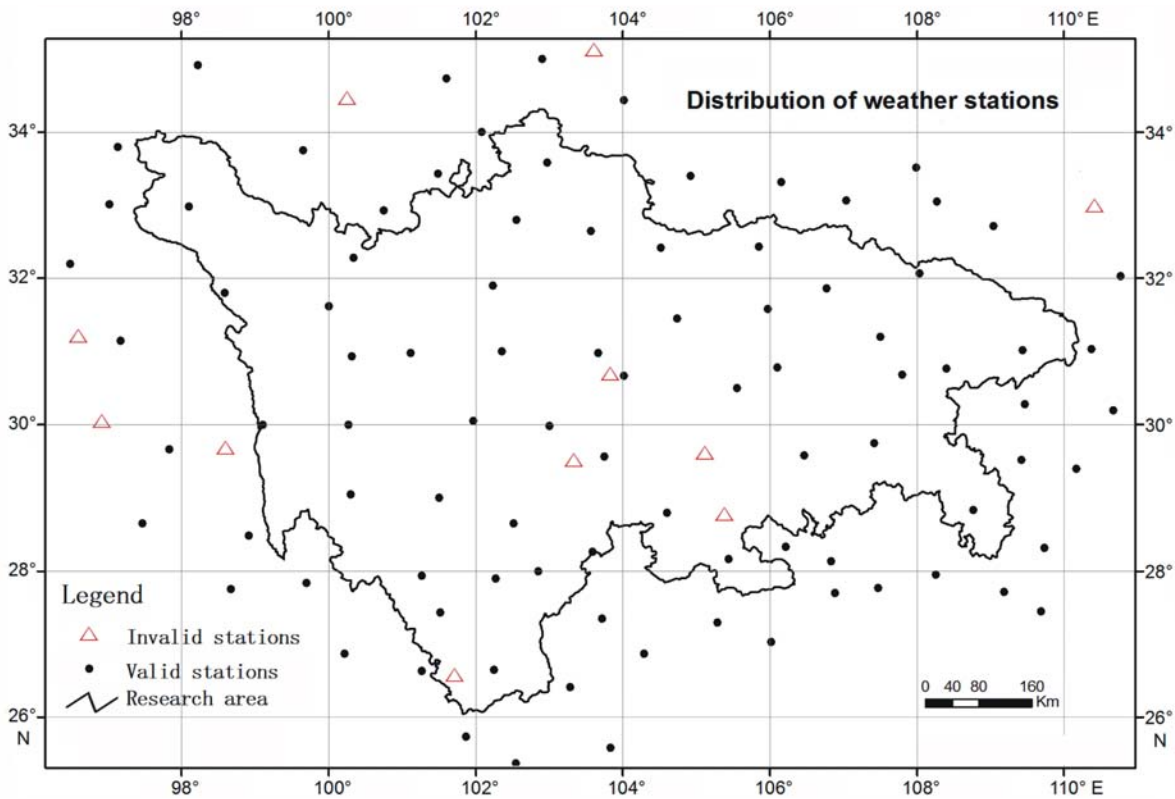 98° 100° 102° 104° 106° 108° 110° E
Distribution of weather stations
34° 34°
32° 32°
30° 30°
28° 28°
Legend
Invalid stations
Valid stations
Research area
0 40 80 160
Km
26° 26°
N N
98° 100° 102° 104° 106° 108° 110° E